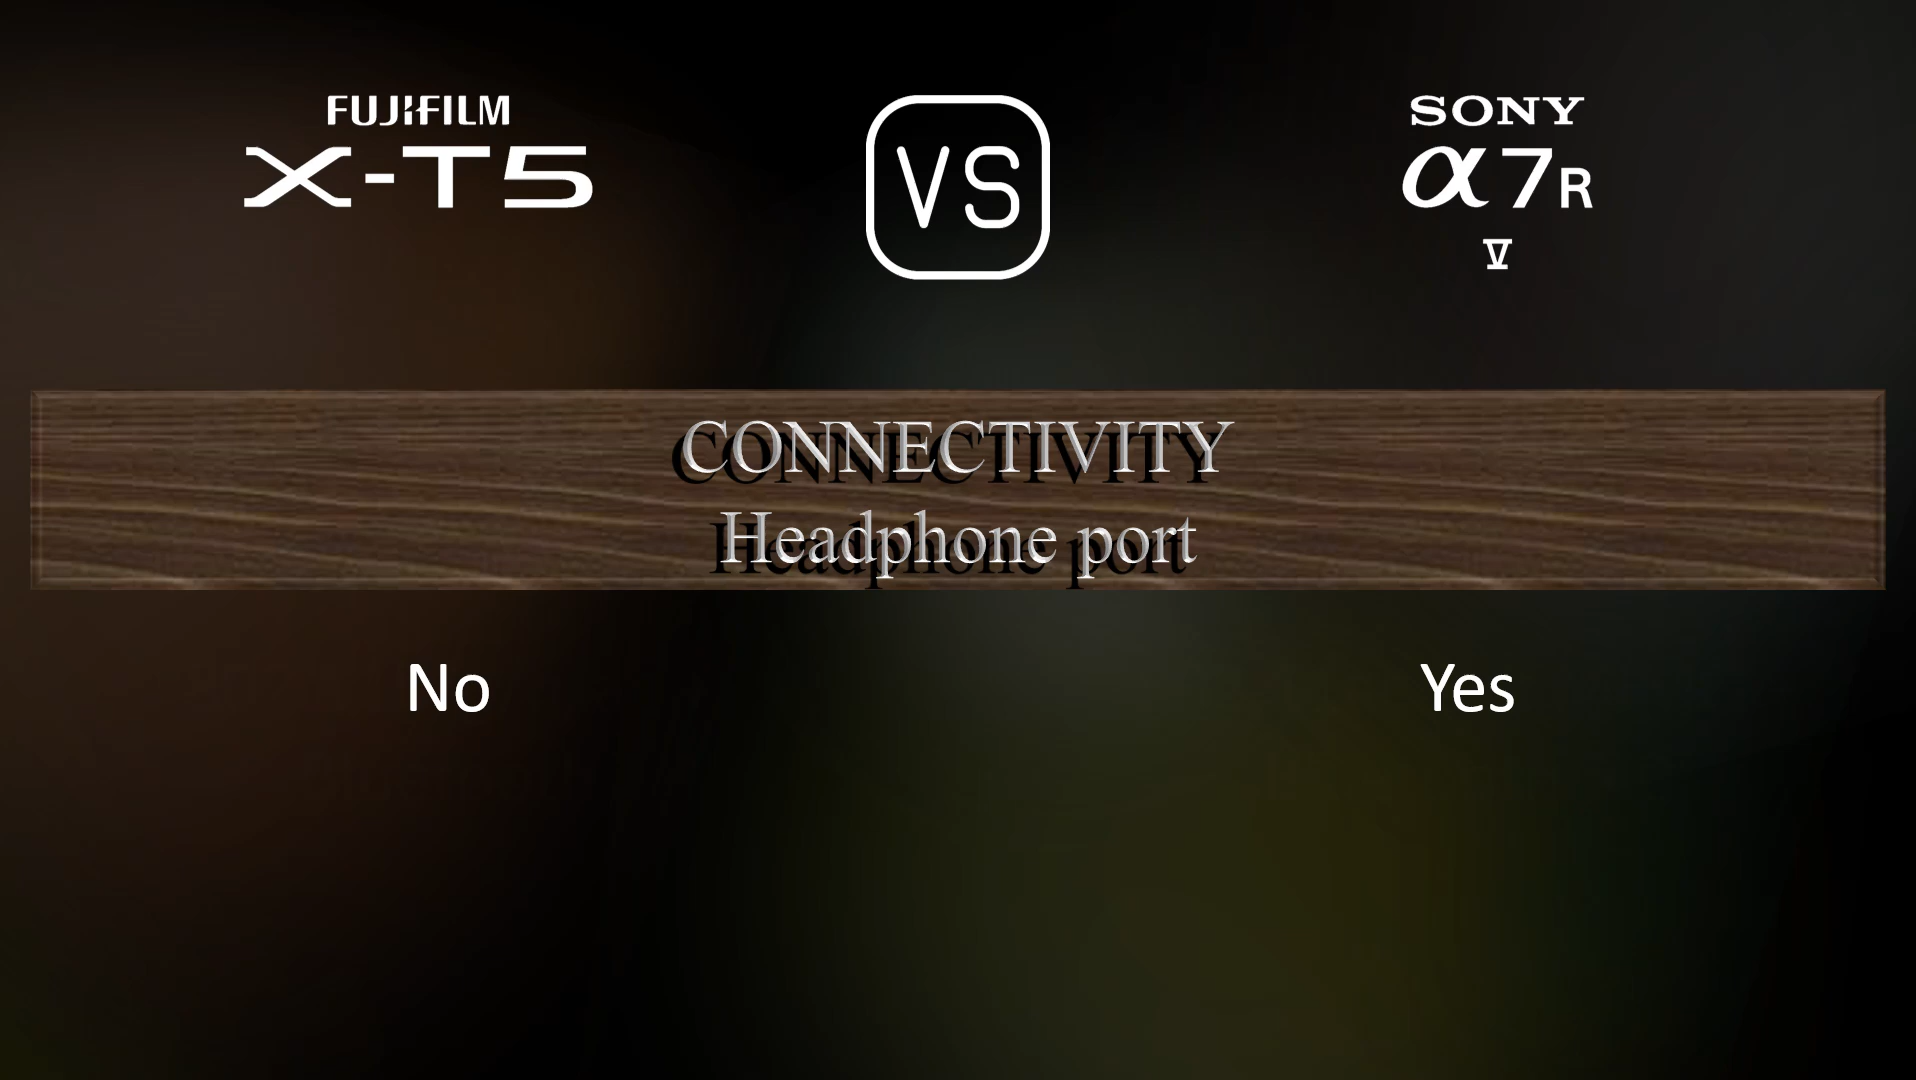 FUJIFILM
X-T5
VS
SONY
α7R
V
CONNECTIVITY
Headphone port
No
Yes